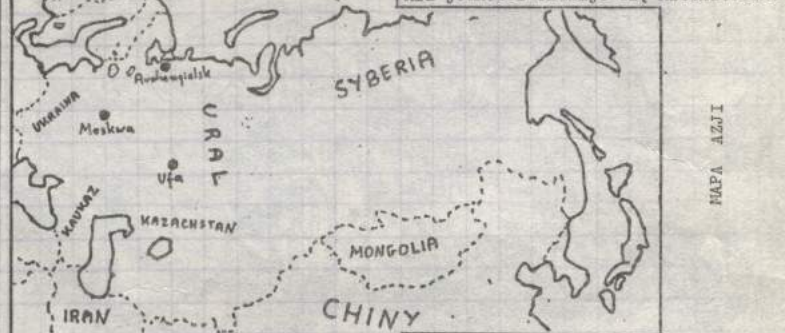 SYBERIA
Archangielsk
UKRAINA
Moskwa
URAL
Ufa
KAUKAZ
KAZACHSTAN
MONGOLIA
IRAN
CHINY
MAPA AZJI